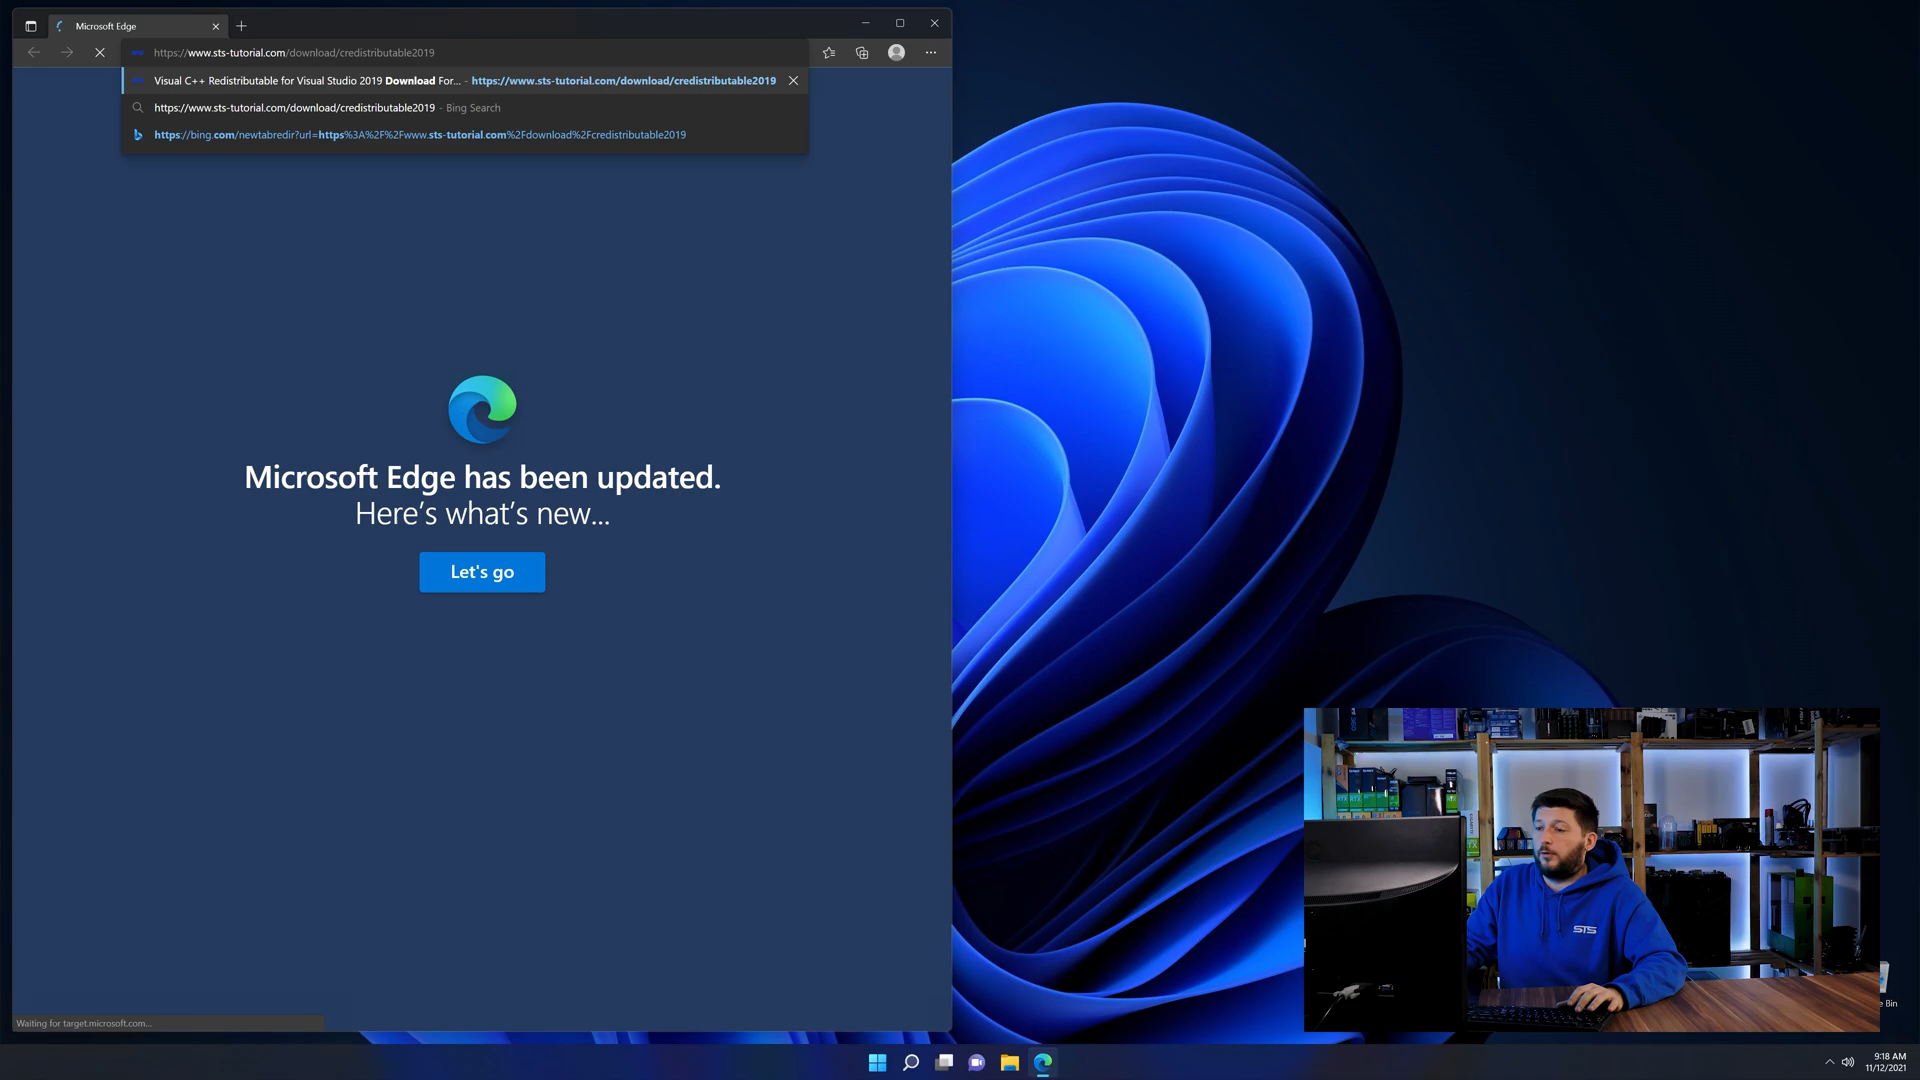 Microsoft Edge
https://www.sts-tutorial.com/download/credistributable2019
Visual C++ Redistributable for Visual Studio 2019 Download For... - https://www.sts-tutorial.com/download/credistributable2019
https://www.sts-tutorial.com/download/credistributable2019 - Bing Search
https://bing.com/newtabredir?url=https%3A%2F%2Fwww.sts-tutorial.com%2Fdownload%2Fcredistributable2019
Microsoft Edge has been updated.
Here's what's new...
Let's go
STS
Bin
Waiting for target.microsoft.com...
9:18 AM
11/12/2021